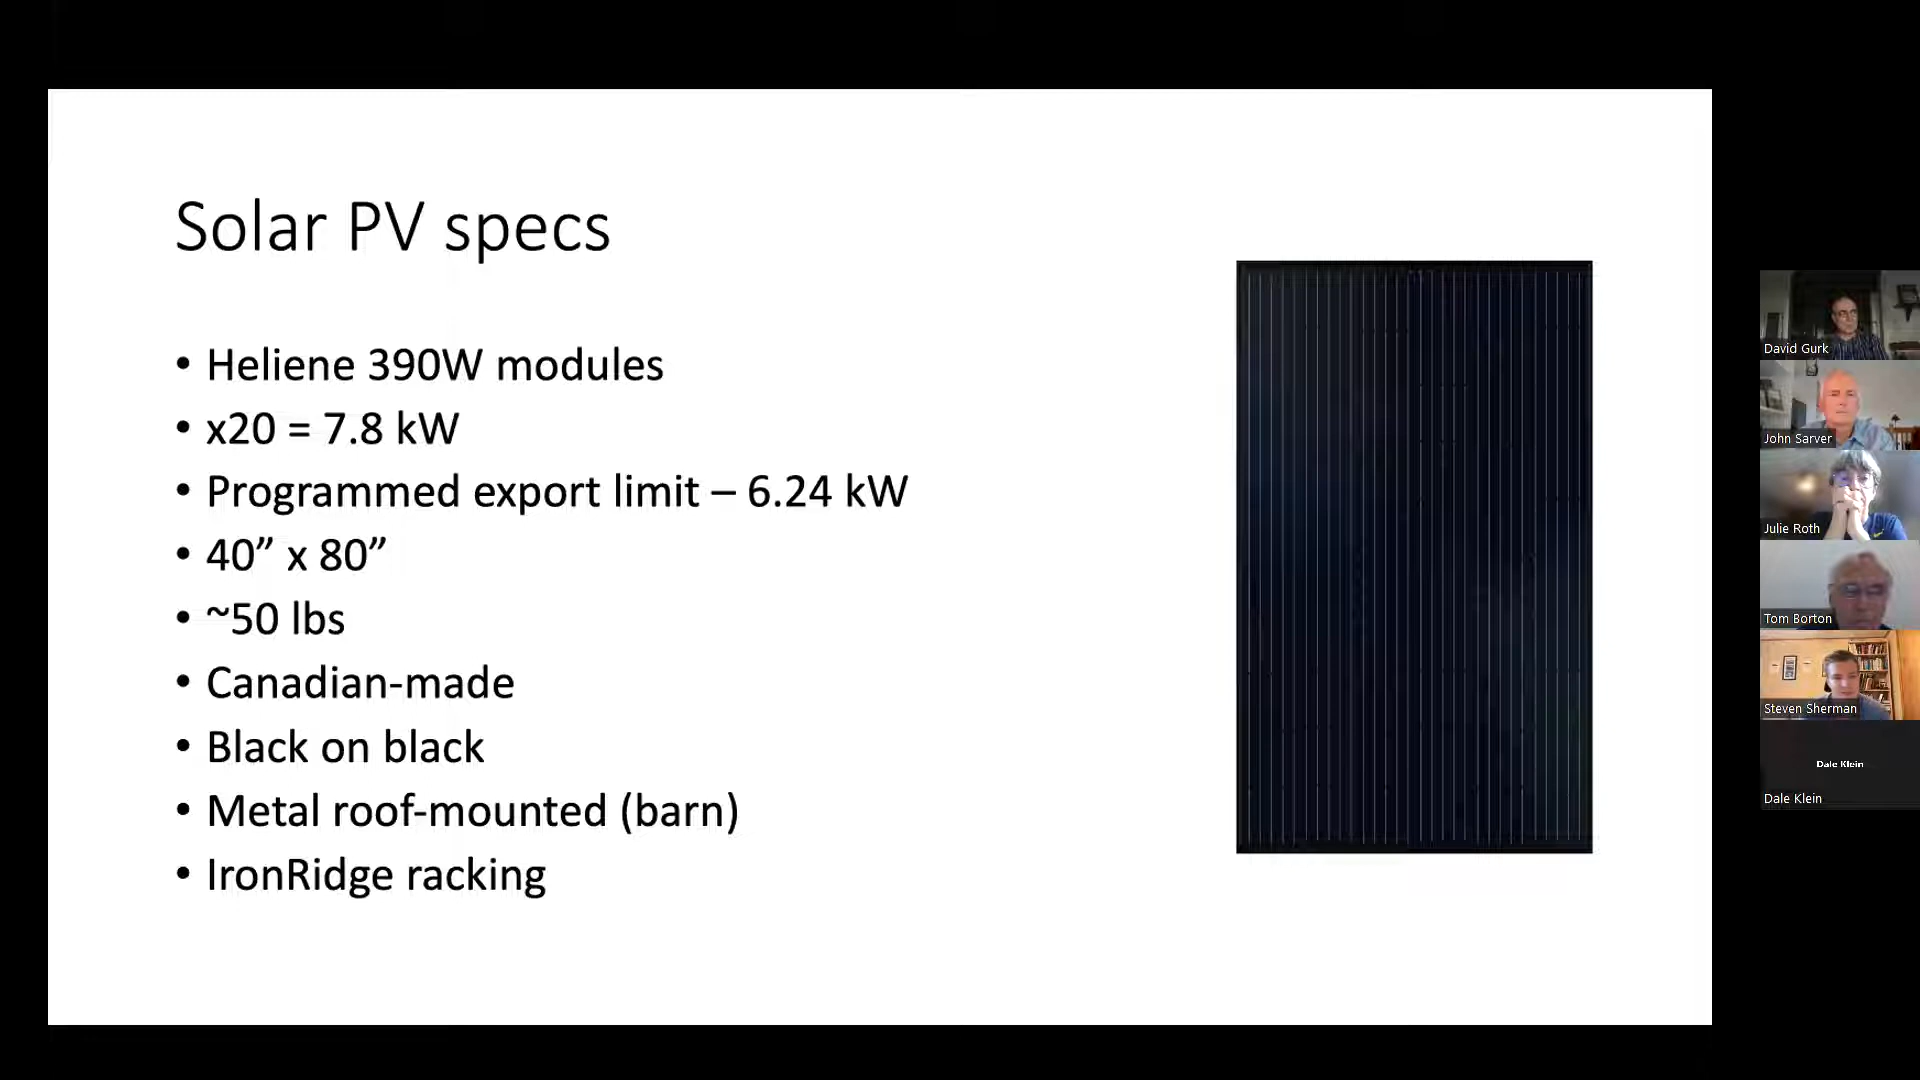 Solar PV specs
• Heliene 390W modules
• x20 = 7.8 kW
• Programmed export limit – 6.24 kW
• 40” x 80”
• ~50 lbs
• Canadian-made
• Black on black
• Metal roof-mounted (barn)
• IronRidge racking
David Gurk
John Sarver
Julie Roth
Tom Borton
Steven Sherman
Dale Klein
Dale Klein